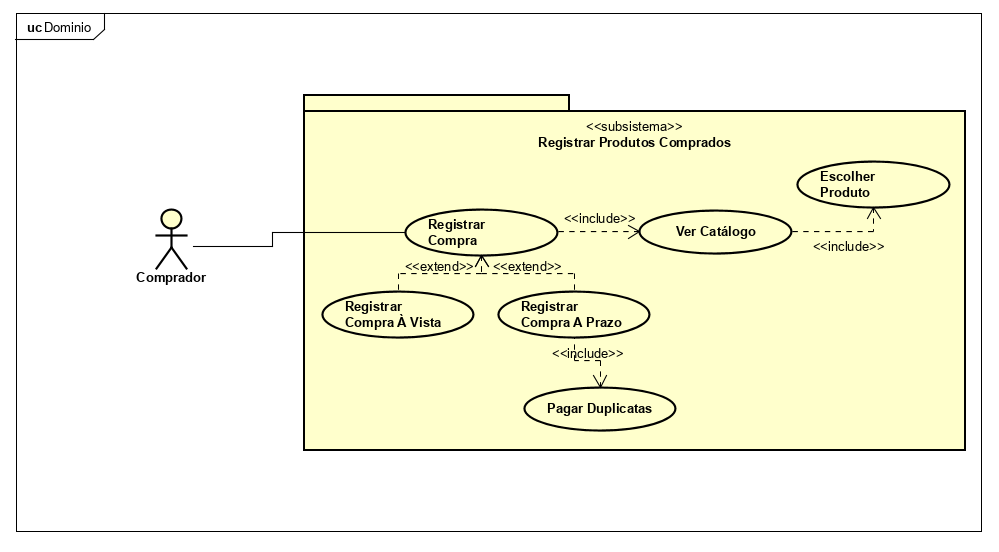 uc Dominio
<<subsistema>>
Registrar Produtos Comprados
Escolher
Produto
Registrar
Compra
<<include>>
Ver Catálogo
<<include>>
Comprador
<<extend>>
<<extend>>
Registrar
Compra À Vista
Registrar
Compra A Prazo
<<include>>
Pagar Duplicatas